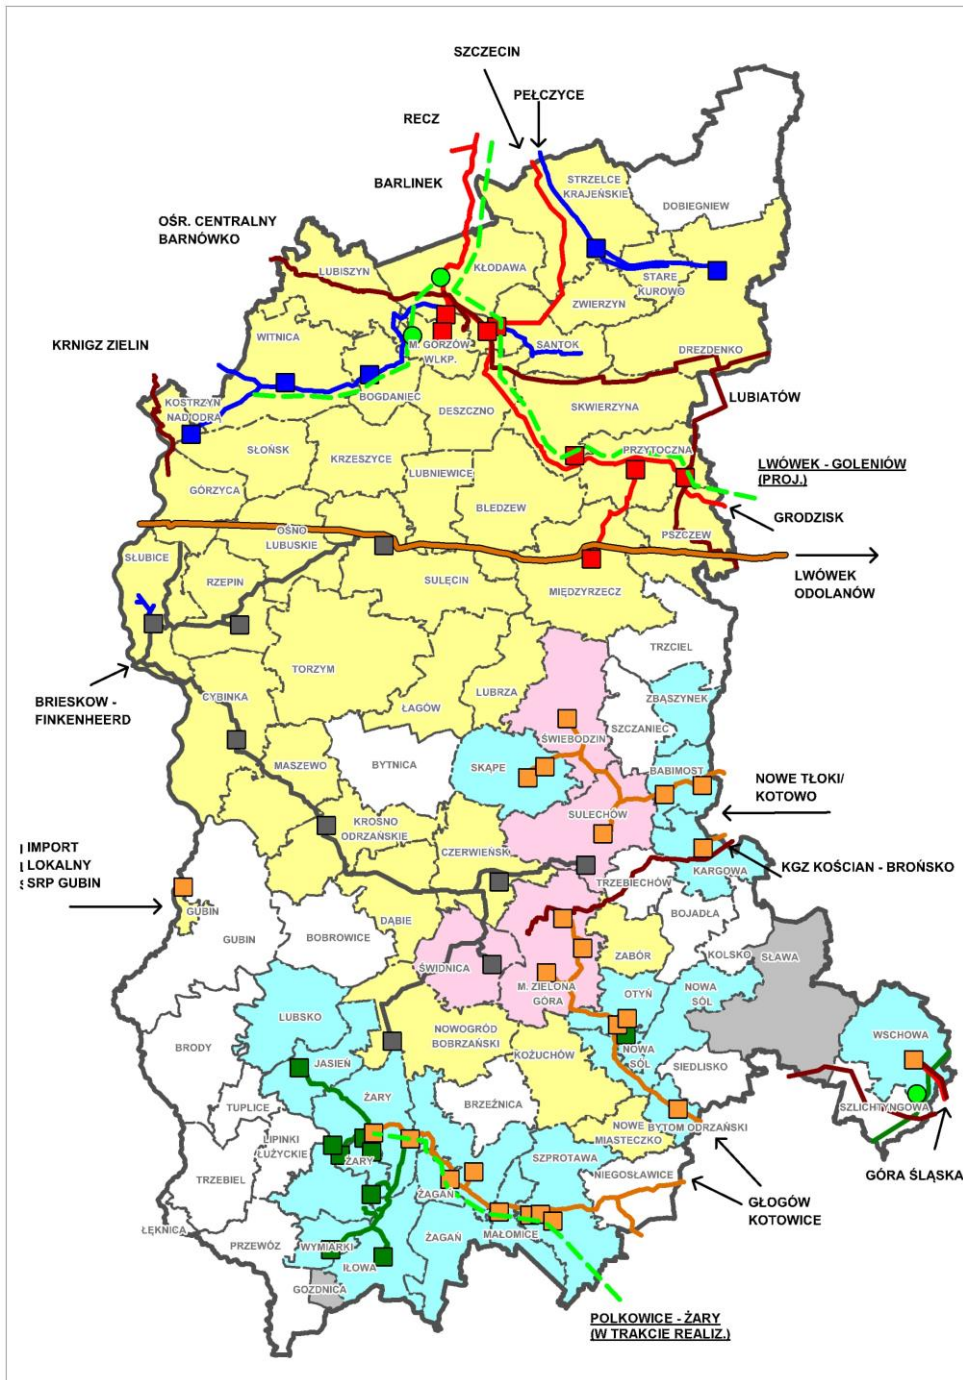 SZCZECIN
PEŁCZYCE
RECZ
BARLINEK
STRZELCE
KRAJEŃSKIE
DOBIEGNIEW
OŚR. CENTRALNY
BARNÓWKO
LUBISZYN
KŁODAWA
STARE
KUROWO
ZWIERZYN
WITNICA
M. GORZÓW
WLKP.
SANTOK
DREZDENKO
KRNIGZ ZIELIN
BOGDANIEC
KOSTRZYN
NAD ODRĄ
DESZCZNO
SKWIERZYNA
LUBIATÓW
SŁOŃSK
KRZESZYCE
LUBNIEWICE
PRZYTOCZNA
LWÓWEK - GOLENIÓW
(PROJ.)
GÓRZYCA
BLEDZEW
GRODZISK
OŚNO
LUBUSKIE
PSZCZEW
SŁUBICE
RZEPIN
SULĘCIN
MIĘDZYRZECZ
LWÓWEK
ODOLANÓW
TRZCIEL
TORZYM
LUBRZA
ZBĄSZYNEK
BRIESKOW -
FINKENHEERD
CYBINKA
ŁAGÓW
SZCZANIEC
ŚWIEBODZIN
MASZEWO
BYTNICA
SKĄPE
BABIMOST
NOWE TŁOKI/
KOTOWO
KROSNO
ODRZAŃSKIE
SULECHÓW
CZERWIEŃSK
IMPORT
LOKALNY
SRP GUBIN
KARGOWA
KGZ KOŚCIAN - BROŃSKO
TRZEBIECHÓW
GUBIN
GUBIN
BOBROWICE
DĄBIE
BOJADŁA
KOLSKO
SŁAWA
ŚWIDNICA
ZABÓR
M. ZIELONA
GÓRA
OTYŃ
NOWA
SÓL
LUBSKO
BRODY
NOWOGRÓD
BOBRZAŃSKI
KOŻUCHÓW
NOWA
SÓL
SIEDLISKO
WSCHOWA
JASIEŃ
TUPLICE
ŻARY
BRZEŹNICA
SZLICHTYNGOWA
LIPINKI
ŁUŻYCKIE
NOWE
MIASTECZKO
BYTOM ODRZAŃSKI
ŻARY
SZPROTAWA
NIEGOSŁAWICE
GÓRA ŚLĄSKA
TRZEBIEL
ŻAGAŃ
GŁOGÓW
KOTOWICE
ŁĘKNICA
PRZEWÓZ
WYMIARKI
ŻAGAŃ
MAŁOMICE
IŁOWA
GOZDNICA
POLKOWICE - ŻARY
(W TRAKCIE REALIZ.)